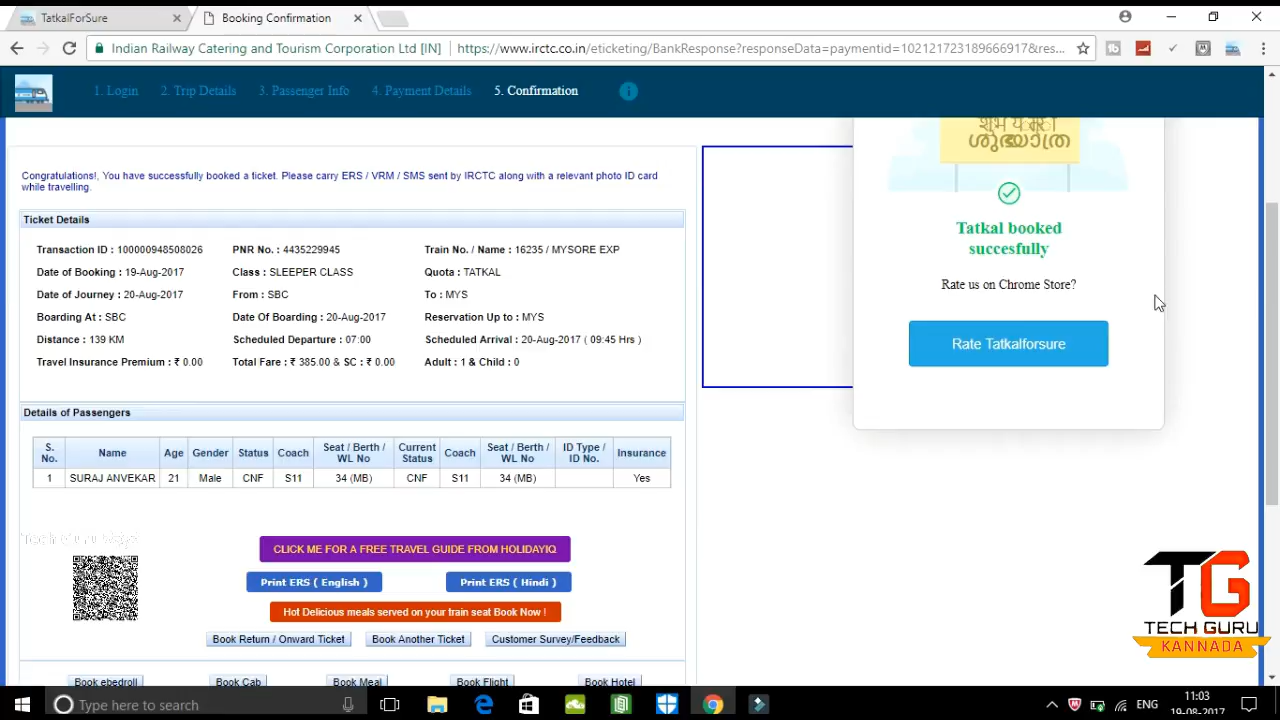 TatkalForSure
Booking Confirmation
Indian Railway Catering and Tourism Corporation Ltd [IN]
https://www.irctc.co.in/eticketing/BankResponse?responseData=paymentid=102121723189666917&res...
1. Login 2. Trip Details 3. Passenger Info 4. Payment Details 5. Confirmation
ശുഭയാത്ര
Tatkal booked
succesfully
Rate us on Chrome Store?
Rate Tatkalforsure
Congratulations!, You have successfully booked a ticket. Please carry ERS / VRM / SMS sent by IRCTC along with a relevant photo ID card
while travelling.
Ticket Details
Transaction ID : 100000948508026 PNR No. : 4435229945 Train No. / Name : 16235 / MYSORE EXP
Date of Booking : 19-Aug-2017 Class : SLEEPER CLASS Quota : TATKAL
Date of Journey : 20-Aug-2017 From : SBC To : MYS
Boarding At : SBC Date Of Boarding : 20-Aug-2017 Reservation Up to : MYS
Distance : 139 KM Scheduled Departure : 07:00 Scheduled Arrival : 20-Aug-2017 ( 09:45 Hrs )
Travel Insurance Premium : ₹ 0.00 Total Fare : ₹ 385.00 & SC : ₹ 0.00 Adult : 1 & Child : 0
Details of Passengers
S. No. Name Age Gender Status Coach Seat / Berth / WL No Current Status Coach Seat / Berth / WL No ID Type / ID No. Insurance
1 SURAJ ANVEKAR 21 Male CNF S11 34 (MB) CNF S11 34 (MB) Yes
CLICK ME FOR A FREE TRAVEL GUIDE FROM HOLIDAYIQ
Print ERS ( English ) Print ERS ( Hindi )
Hot Delicious meals served on your train seat Book Now !
Book Return / Onward Ticket Book Another Ticket Customer Survey/Feedback
Book ebedroll Book Cab Book Meal Book Flight Book Hotel
TG
TECH GURU
KANNADA
Type here to search
ENG
11:03
19-08-2017